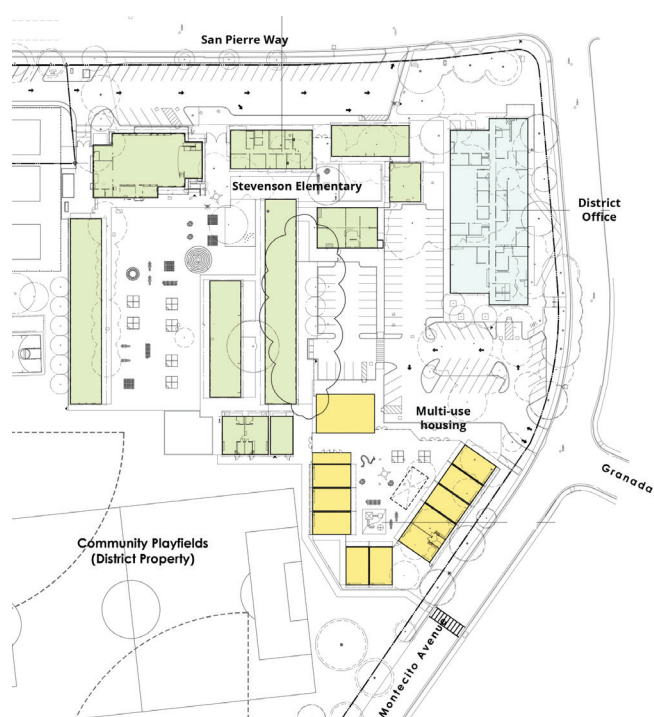 San Pierre Way
Stevenson Elementary
District
Office
Multi-use
housing
Granada
Community Playfields
(District Property)
Montecito Avenue